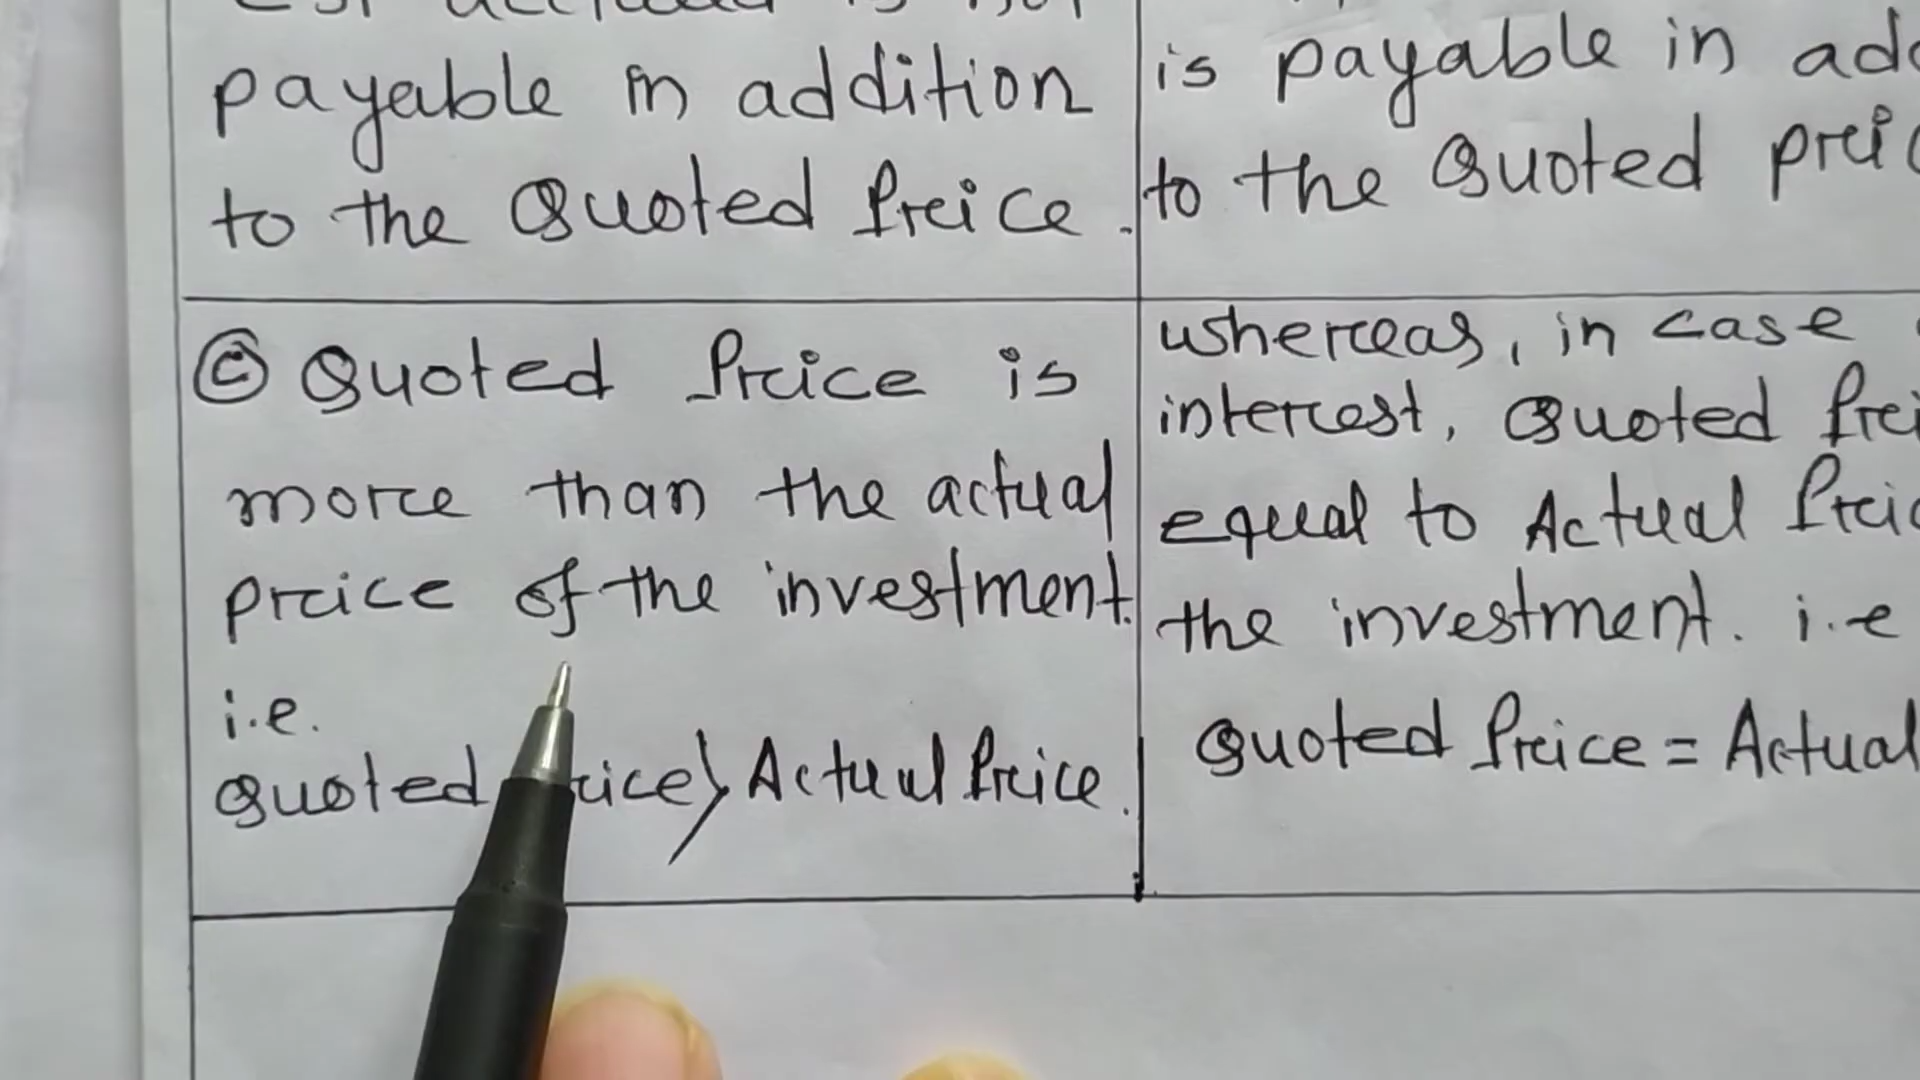 payable in addition
to the Quoted Price.
© Quoted Price is
more than the actual
price of the investment.
i.e.
Quoted > Actual Price.
is payable in
to the Quoted
whereas, in case
interest, Quoted
equal to Actual
the investment. i.e
Quoted Price = Actual